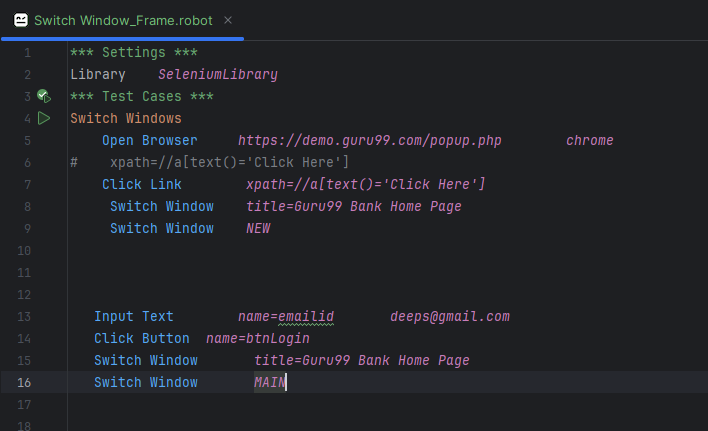 Switch Window_Frame.robot ×
1 *** Settings ***
2 Library SeleniumLibrary
3 *** Test Cases ***
4 Switch Windows
5 Open Browser https://demo.guru99.com/popup.php chrome
6 # xpath=//a[text()='Click Here']
7 Click Link xpath=//a[text()='Click Here']
8 Switch Window title=Guru99 Bank Home Page
9 Switch Window NEW
10
11
12
13 Input Text name=emailid deeps@gmail.com
14 Click Button name=btnLogin
15 Switch Window title=Guru99 Bank Home Page
16 Switch Window MAIN
17
18